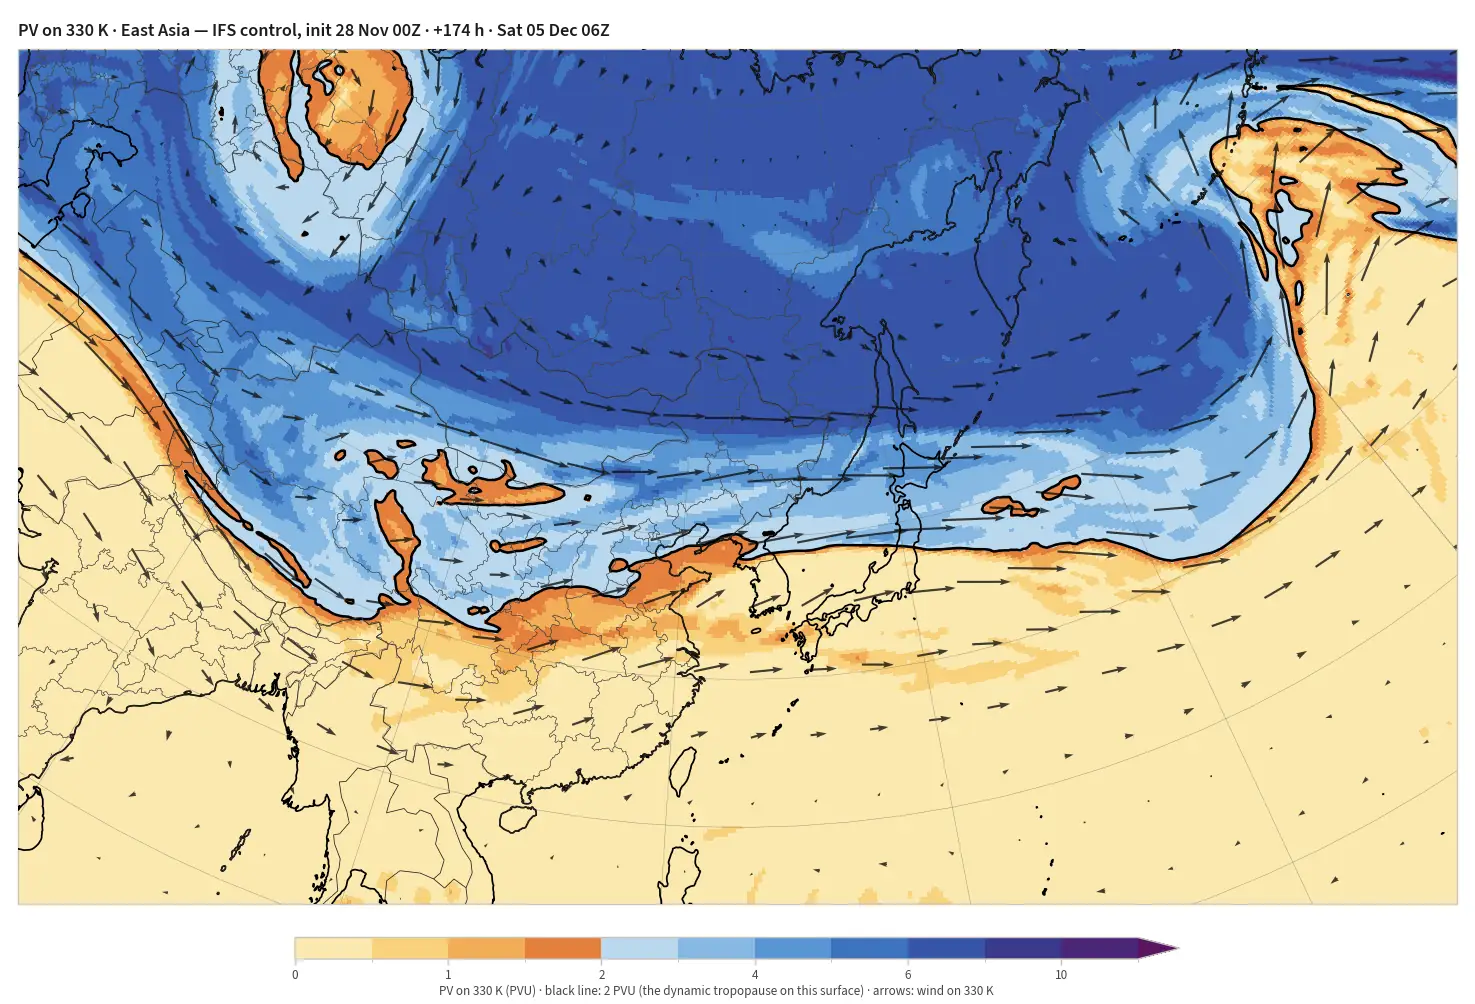 PV on 330 K · East Asia — IFS control, init 28 Nov 00Z · +174 h · Sat 05 Dec 06Z
0 1 2 4 6 10
PV on 330 K (PVU) · black line: 2 PVU (the dynamic tropopause on this surface) · arrows: wind on 330 K